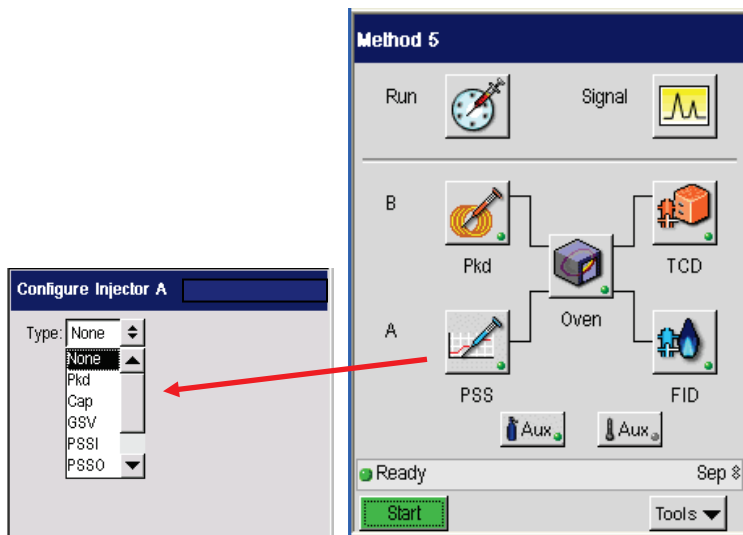 Method 5
Run
Signal
B
Pkd
TCD
Oven
A
PSS
FID
Aux
Aux
Ready
Sep
Start
Tools
Configure Injector A
Type: None
None
Pkd
Cap
GSV
PSSI
PSSO